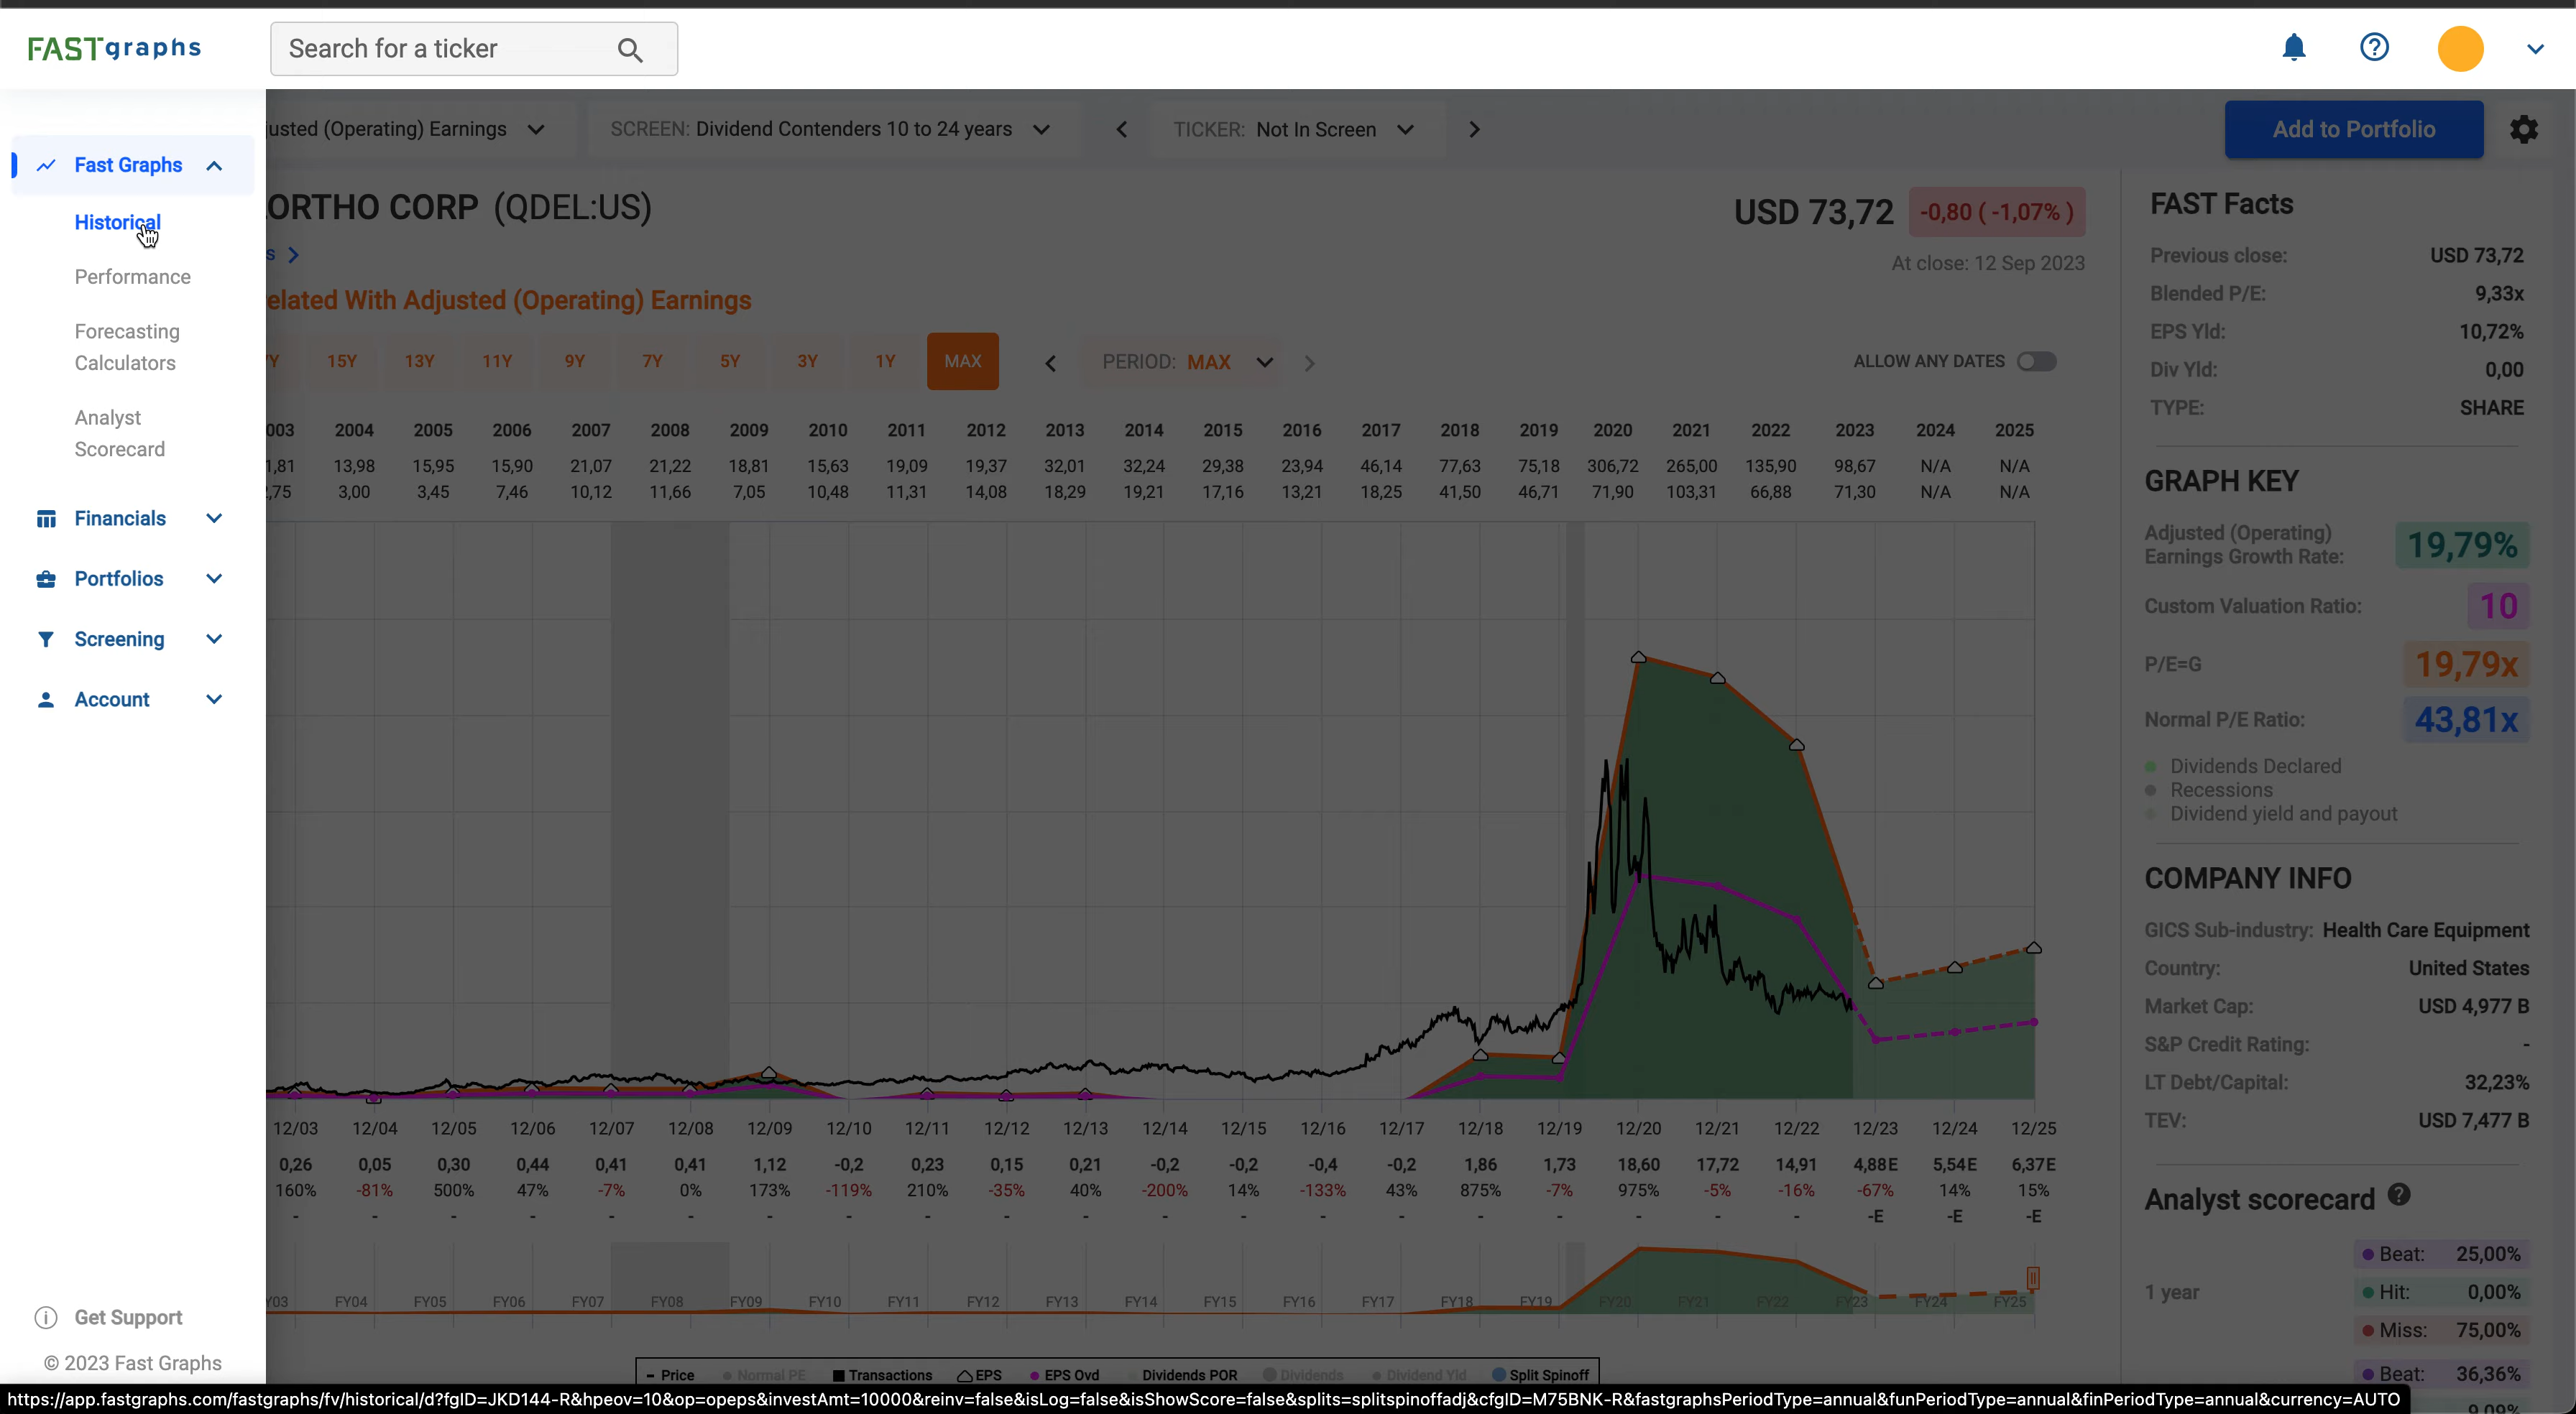 FASTgraphs
Search for a ticker
Fast Graphs
Historical
Performance
Forecasting
Calculators
Analyst
Scorecard
Financials
Portfolios
Screening
Account
Get Support
© 2023 Fast Graphs
justed (Operating) Earnings
SCREEN: Dividend Contenders 10 to 24 years
TICKER: Not In Screen
Add to Portfolio
ORTHO CORP (QDEL:US)
USD 73,72 -0,80 ( -1,07% )
s
At close: 12 Sep 2023
elated With Adjusted (Operating) Earnings
Y 15Y 13Y 11Y 9Y 7Y 5Y 3Y 1Y MAX PERIOD: MAX ALLOW ANY DATES
003 2004 2005 2006 2007 2008 2009 2010 2011 2012 2013 2014 2015 2016 2017 2018 2019 2020 2021 2022 2023 2024 2025
1,81 13,98 15,95 15,90 21,07 21,22 18,81 15,63 19,09 19,37 32,01 32,24 29,38 23,94 46,14 77,63 75,18 306,72 265,00 135,90 98,67 N/A N/A
2,75 3,00 3,45 7,46 10,12 11,66 7,05 10,48 11,31 14,08 18,29 19,21 17,16 13,21 18,25 41,50 46,71 71,90 103,31 66,88 71,30 N/A N/A
12/03 12/04 12/05 12/06 12/07 12/08 12/09 12/10 12/11 12/12 12/13 12/14 12/15 12/16 12/17 12/18 12/19 12/20 12/21 12/22 12/23 12/24 12/25
0,26 0,05 0,30 0,44 0,41 0,41 1,12 -0,2 0,23 0,15 0,21 -0,2 -0,2 -0,4 -0,2 1,86 1,73 18,60 17,72 14,91 4,88E 5,54E 6,37E
160% -81% 500% 47% -7% 0% 173% -119% 210% -35% 40% -200% 14% -133% 43% 875% -7% 975% -5% -16% -67% 14% 15%
- - - - - - - - - - - - - - - - - - - - -E -E -E
Y03 FY04 FY05 FY06 FY07 FY08 FY09 FY10 FY11 FY12 FY13 FY14 FY15 FY16 FY17 FY18 FY19 FY20 FY21 FY22 FY23 FY24 FY25
Price Normal PE Transactions EPS EPS Ovd Dividends POR Dividends Dividend Yld Split Spinoff
FAST Facts
Previous close: USD 73,72
Blended P/E: 9,33x
EPS Yld: 10,72%
Div Yld: 0,00
TYPE: SHARE
GRAPH KEY
Adjusted (Operating)
Earnings Growth Rate: 19,79%
Custom Valuation Ratio: 10
P/E=G 19,79x
Normal P/E Ratio: 43,81x
Dividends Declared
Recessions
Dividend yield and payout
COMPANY INFO
GICS Sub-industry: Health Care Equipment
Country: United States
Market Cap: USD 4,977 B
S&P Credit Rating: -
LT Debt/Capital: 32,23%
TEV: USD 7,477 B
Analyst scorecard
Beat: 25,00%
1 year Hit: 0,00%
Miss: 75,00%
Beat: 36,36%
9,09%
https://app.fastgraphs.com/fastgraphs/fv/historical/d?fgID=JKD144-R&hpeov=10&op=opeps&investAmt=10000&reinv=false&isLog=false&isShowScore=false&splits=splitspinoffadj&cfgID=M75BNK-R&fastgraphsPeriodType=annual&funPeriodType=annual&finPeriodType=annual&currency=AUTO